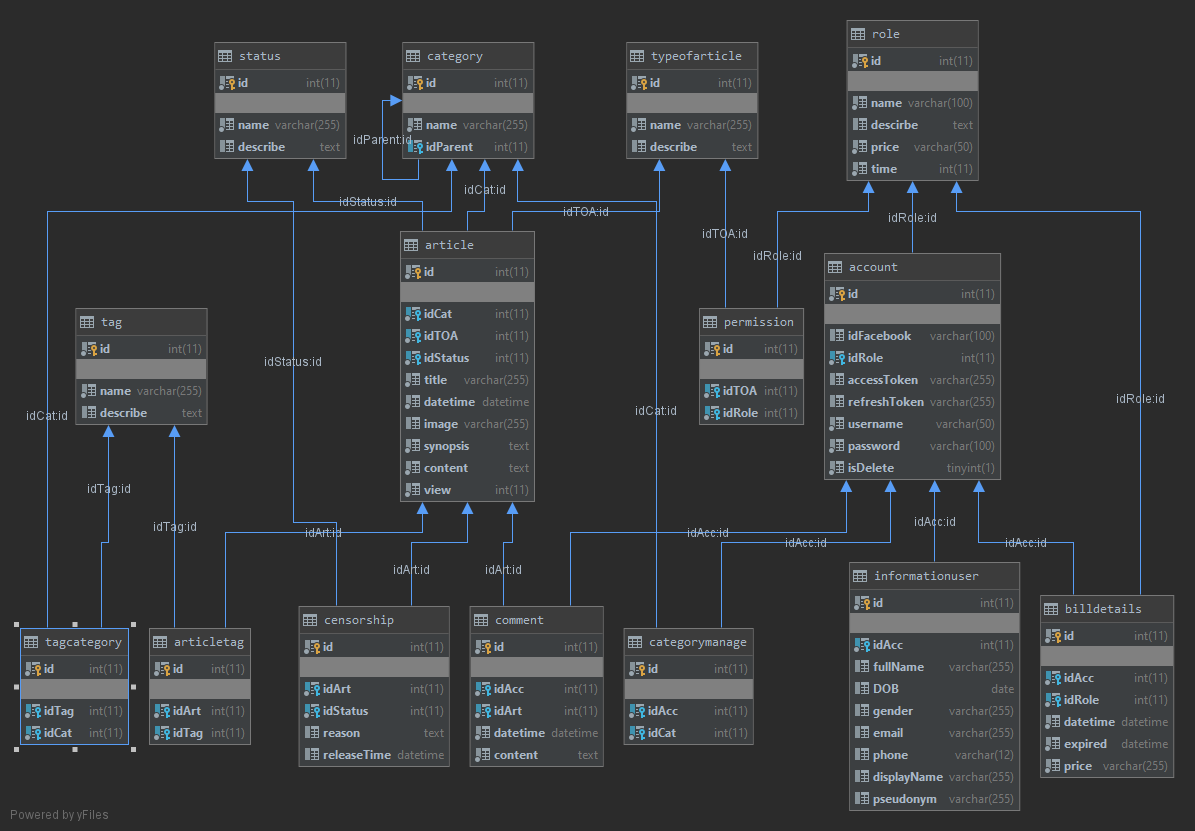 role
id int(11)
name varchar(100)
descirbe text
price varchar(50)
time int(11)
status
id int(11)
name varchar(255)
describe text
category
id int(11)
name varchar(255)
idParent int(11)
typeofarticle
id int(11)
name varchar(255)
describe text
idParent:id
idStatus:id
idCat:id
idTOA:id
idRole:id
idTOA:id
idRole:id
article
id int(11)
idCat int(11)
idTOA int(11)
idStatus int(11)
title varchar(255)
datetime datetime
image varchar(255)
synopsis text
content text
view int(11)
account
id int(11)
idFacebook varchar(100)
idRole int(11)
accessToken varchar(255)
refreshToken varchar(255)
username varchar(50)
password varchar(100)
isDelete tinyint(1)
tag
id int(11)
name varchar(255)
describe text
permission
id int(11)
idTOA int(11)
idRole int(11)
idStatus:id
idCat:id
idCat:id
idRole:id
idTag:id
idTag:id
idArt:id
idArt:id
idArt:id
idAcc:id
idAcc:id
idAcc:id
idAcc:id
tagcategory
id int(11)
idTag int(11)
idCat int(11)
articletag
id int(11)
idArt int(11)
idTag int(11)
censorship
id int(11)
idArt int(11)
idStatus int(11)
reason text
releaseTime datetime
comment
id int(11)
idAcc int(11)
idArt int(11)
datetime datetime
content text
categorymanage
id int(11)
idAcc int(11)
idCat int(11)
informationuser
id int(11)
idAcc int(11)
fullName varchar(255)
DOB date
gender varchar(255)
email varchar(255)
phone varchar(12)
displayName varchar(255)
pseudonym varchar(255)
billdetails
id int(11)
idAcc int(11)
idRole int(11)
datetime datetime
expired datetime
price varchar(255)
Powered by yFiles